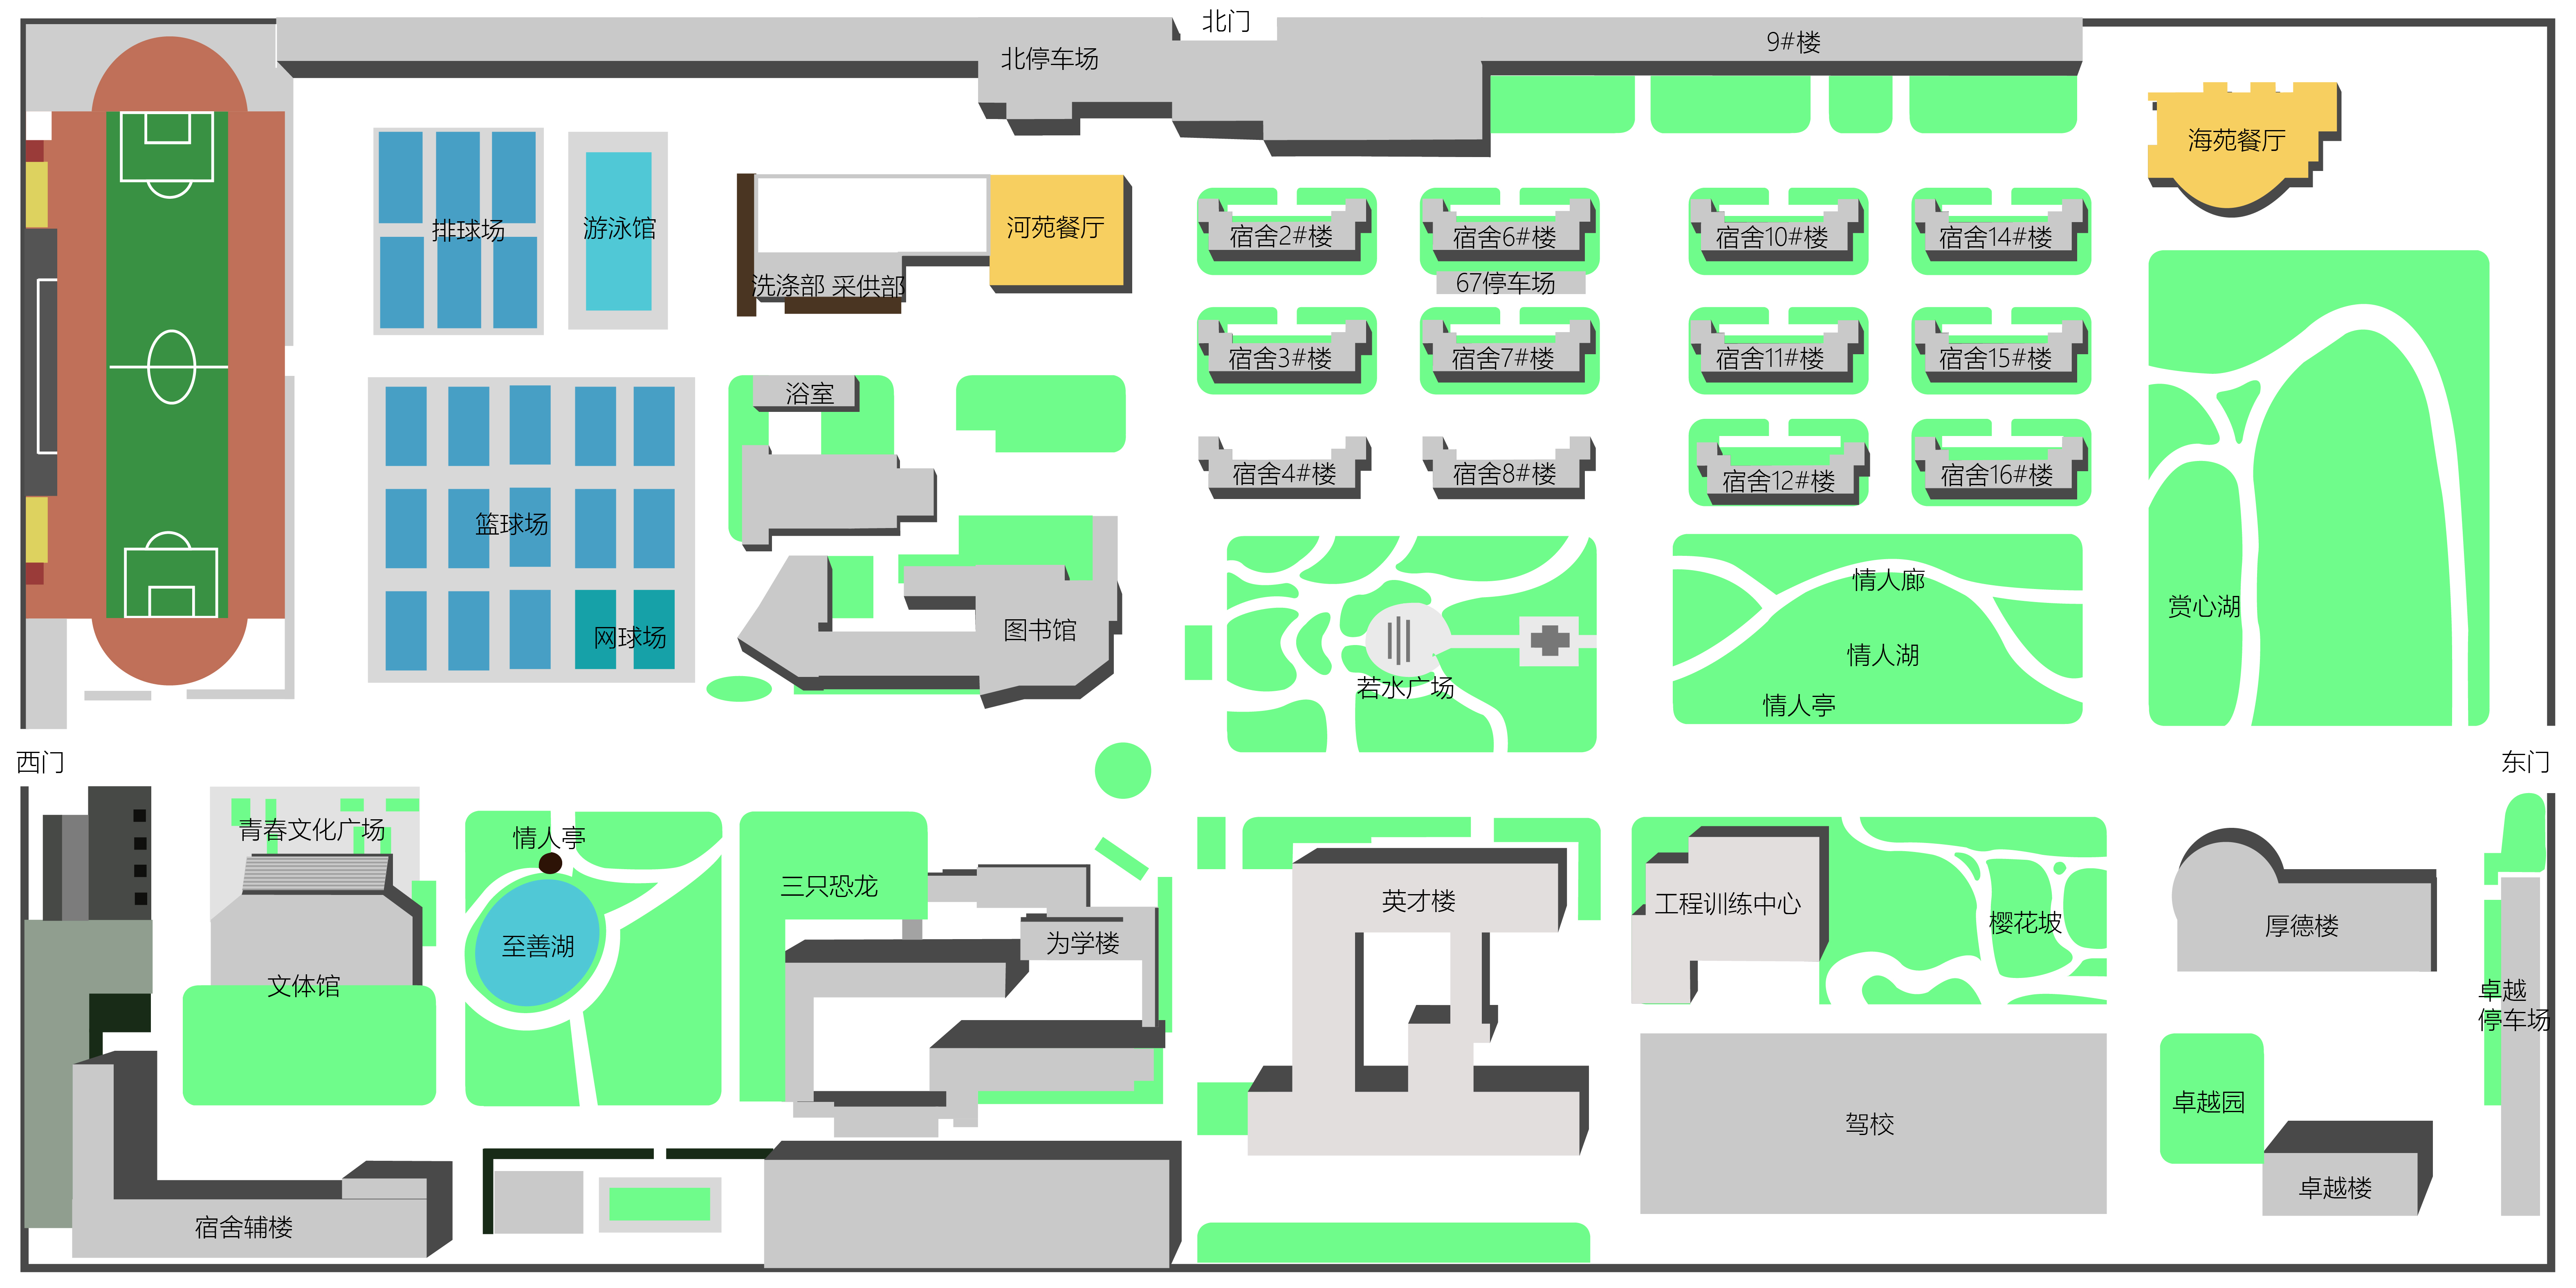 北门
9#楼
北停车场
海苑餐厅
排球场
游泳馆
河苑餐厅
宿舍2#楼
宿舍6#楼
宿舍10#楼
宿舍14#楼
洗涤部 采供部
67停车场
宿舍3#楼
宿舍7#楼
宿舍11#楼
宿舍15#楼
浴室
宿舍4#楼
宿舍8#楼
宿舍12#楼
宿舍16#楼
篮球场
情人廊
赏心湖
网球场
图书馆
情人湖
若水广场
情人亭
西门
东门
青春文化广场
情人亭
三只恐龙
英才楼
工程训练中心
樱花坡
厚德楼
至善湖
为学楼
文体馆
卓越
停车场
卓越园
驾校
卓越楼
宿舍辅楼